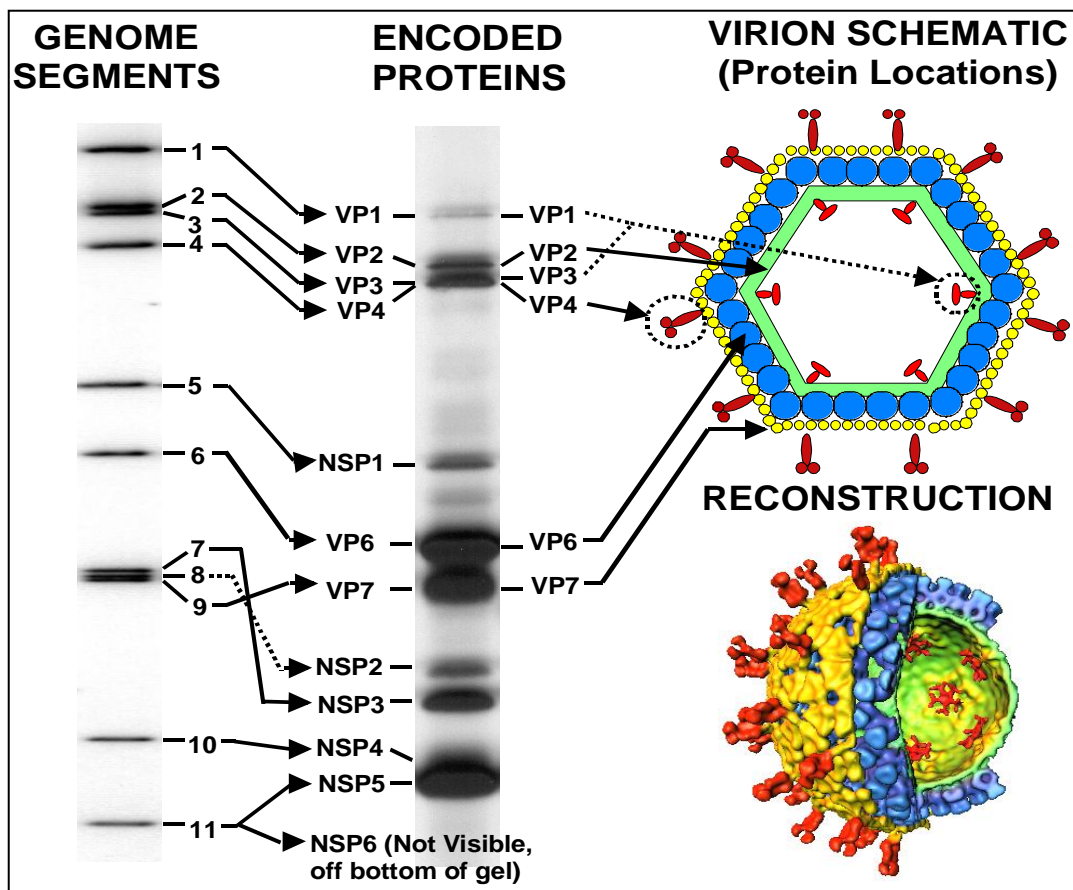 GENOME
SEGMENTS
1
2
3
4
5
6
7
8
9
10
11
ENCODED
PROTEINS
VP1
VP2
VP3
VP4
NSP1
VP6
VP7
NSP2
NSP3
NSP4
NSP5
NSP6 (Not Visible,
off bottom of gel)
VP1
VP2
VP3
VP4
VP6
VP7
VIRION SCHEMATIC
(Protein Locations)
RECONSTRUCTION